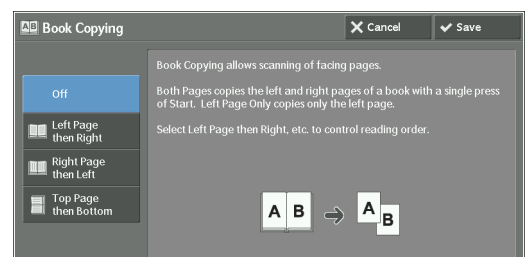 AB Book Copying
Cancel
Save
Off
Left Page
then Right
Right Page
then Left
Top Page
then Bottom
Book Copying allows scanning of facing pages.
Both Pages copies the left and right pages of a book with a single press
of Start. Left Page Only copies only the left page.
Select Left Page then Right, etc. to control reading order.
A B
A
B